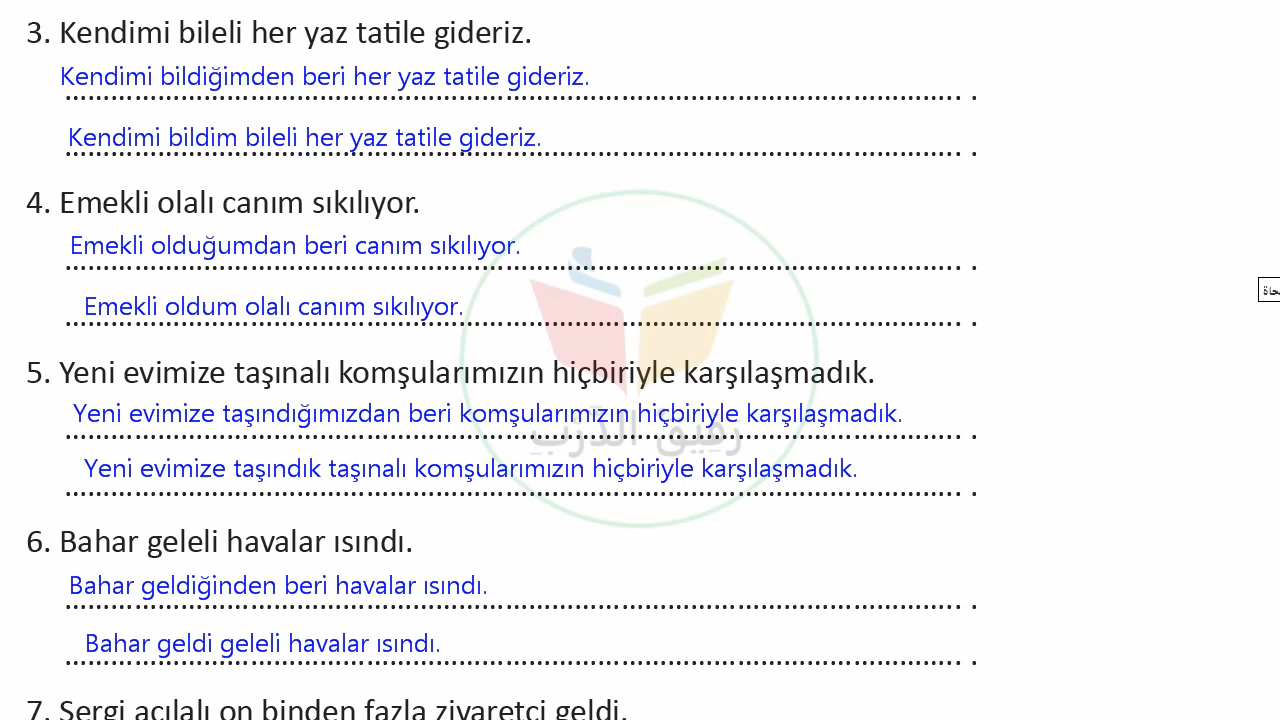 3. Kendimi bileli her yaz tatile gideriz.
Kendimi bildiğimden beri her yaz tatile gideriz.
Kendimi bildim bileli her yaz tatile gideriz.
4. Emekli olalı canım sıkılıyor.
Emekli olduğumdan beri canım sıkılıyor.
Emekli oldum olalı canım sıkılıyor.
5. Yeni evimize taşınalı komşularımızın hiçbiriyle karşılaşmadık.
Yeni evimize taşındığımızdan beri komşularımızın hiçbiriyle karşılaşmadık.
رفيق الدَّرب
Yeni evimize taşındık taşınalı komşularımızın hiçbiriyle karşılaşmadık.
6. Bahar geleli havalar ısındı.
Bahar geldiğinden beri havalar ısındı.
Bahar geldi geleli havalar ısındı.
7. Sergi açılalı on binden fazla ziyaretçi geldi.